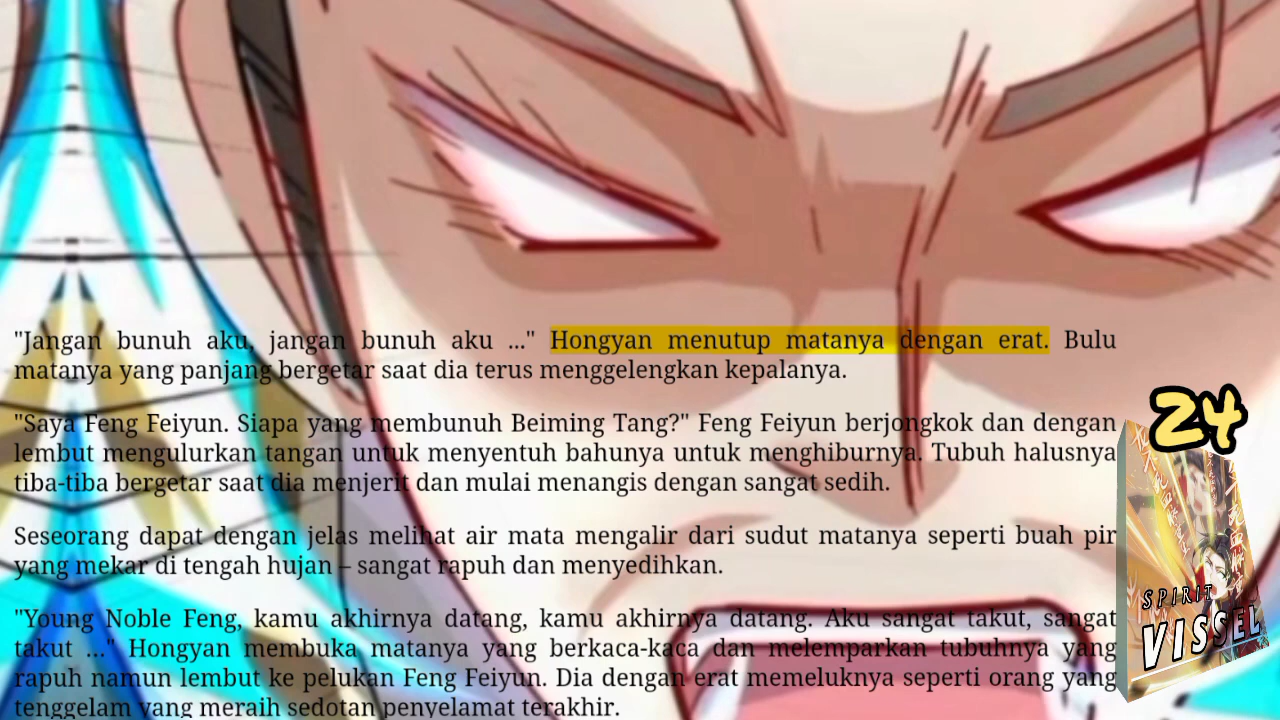 "Jangan bunuh aku, jangan bunuh aku ..." Hongyan menutup matanya dengan erat. Bulu
matanya yang panjang bergetar saat dia terus menggelengkan kepalanya.
"Saya Feng Feiyun. Siapa yang membunuh Beiming Tang?" Feng Feiyun berjongkok dan dengan
lembut mengulurkan tangan untuk menyentuh bahunya untuk menghiburnya. Tubuh halusnya
tiba-tiba bergetar saat dia menjerit dan mulai menangis dengan sangat sedih.
Seseorang dapat dengan jelas melihat air mata mengalir dari sudut matanya seperti buah pir
yang mekar di tengah hujan – sangat rapuh dan menyedihkan.
"Young Noble Feng, kamu akhirnya datang, kamu akhirnya datang. Aku sangat takut, sangat
takut ..." Hongyan membuka matanya yang berkaca-kaca dan melemparkan tubuhnya yang
rapuh namun lembut ke pelukan Feng Feiyun. Dia dengan erat memeluknya seperti orang yang
tenggelam yang meraih sedotan penyelamat terakhir.
24
SPIRIT
VISSEL